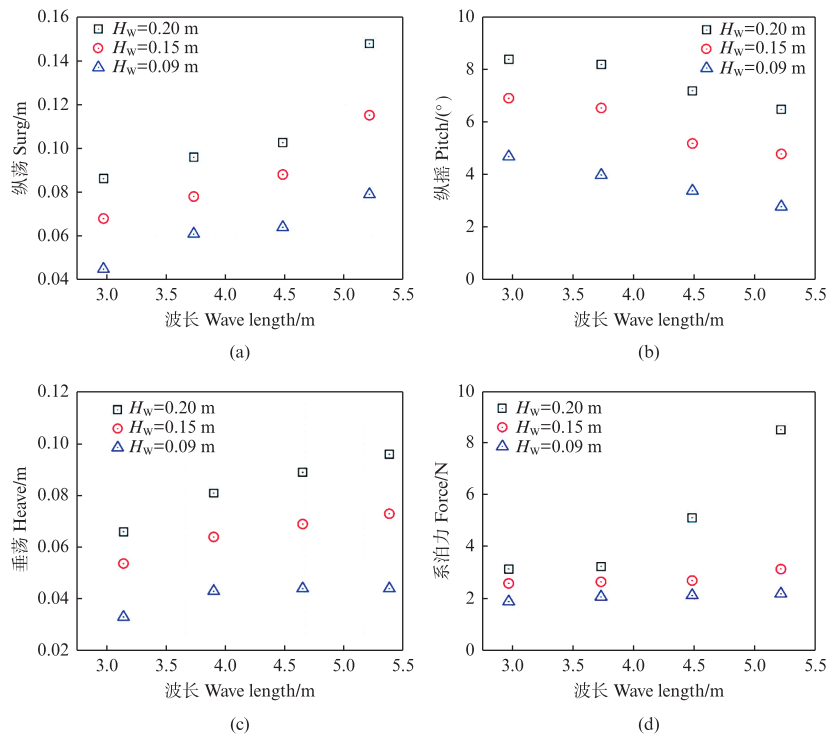 0.16
0.14
0.12
0.10
0.08
0.06
0.04
纵荡 Surg/m
H_W=0.20 m
H_W=0.15 m
H_W=0.09 m
3.0 3.5 4.0 4.5 5.0 5.5
波长 Wave length/m
(a)
10
8
6
4
2
0
纵摇 Pitch/(°)
H_W=0.20 m
H_W=0.15 m
H_W=0.09 m
3.0 3.5 4.0 4.5 5.0 5.5
波长 Wave length/m
(b)
0.12
0.10
0.08
0.06
0.04
0.02
垂荡 Heave/m
H_W=0.20 m
H_W=0.15 m
H_W=0.09 m
3.0 3.5 4.0 4.5 5.0 5.5
波长 Wave length/m
(c)
10
8
6
4
2
0
系泊力 Force/N
H_W=0.20 m
H_W=0.15 m
H_W=0.09 m
3.0 3.5 4.0 4.5 5.0 5.5
波长 Wave length/m
(d)